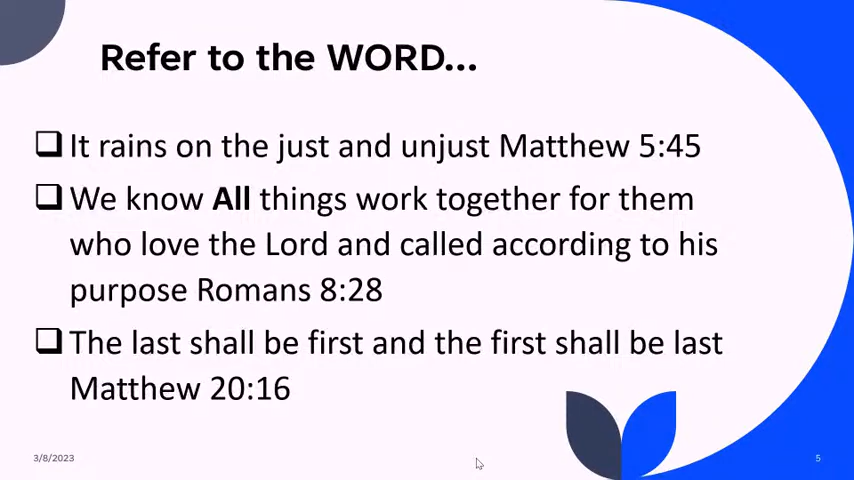 Refer to the WORD...
It rains on the just and unjust Matthew 5:45
We know All things work together for them
who love the Lord and called according to his
purpose Romans 8:28
The last shall be first and the first shall be last
Matthew 20:16
3/8/2023
5